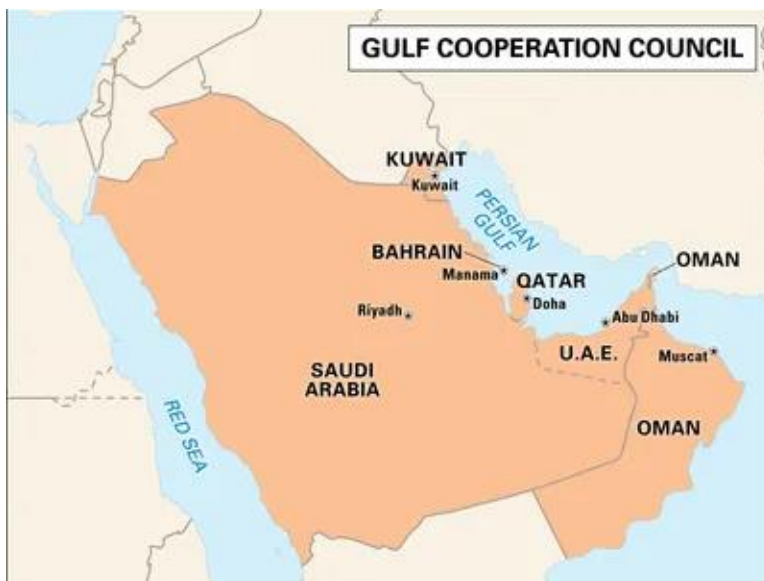 GULF COOPERATION COUNCIL
KUWAIT
Kuwait
PERSIAN
GULF
BAHRAIN
Manama
QATAR
Doha
OMAN
Riyadh
Abu Dhabi
U.A.E.
Muscat
SAUDI
ARABIA
RED SEA
OMAN